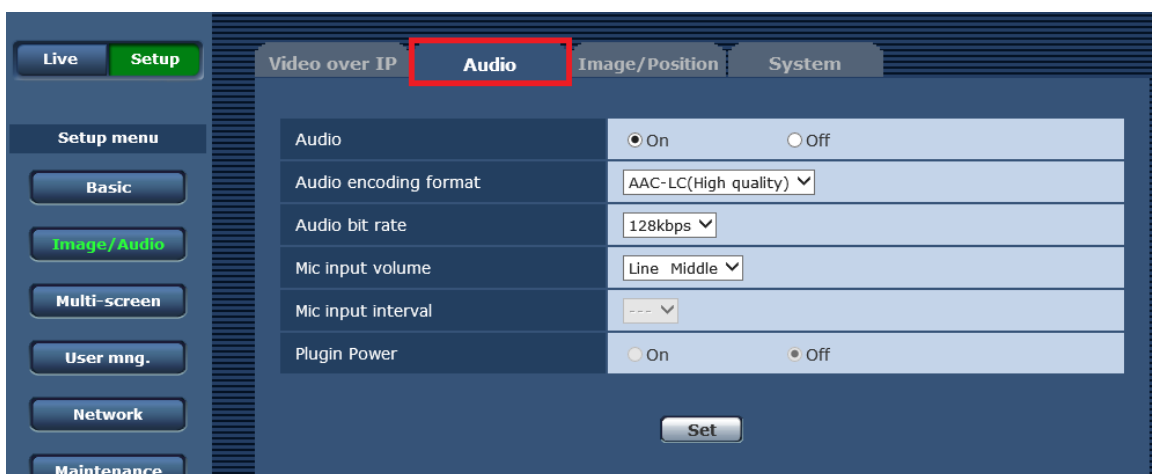 Live Setup
Video over IP Audio Image/Position System
Setup menu
Basic
Image/Audio
Multi-screen
User mng.
Network
Maintenance
Audio On Off
Audio encoding format AAC-LC(High quality)
Audio bit rate 128kbps
Mic input volume Line Middle
Mic input interval ---
Plugin Power On Off
Set